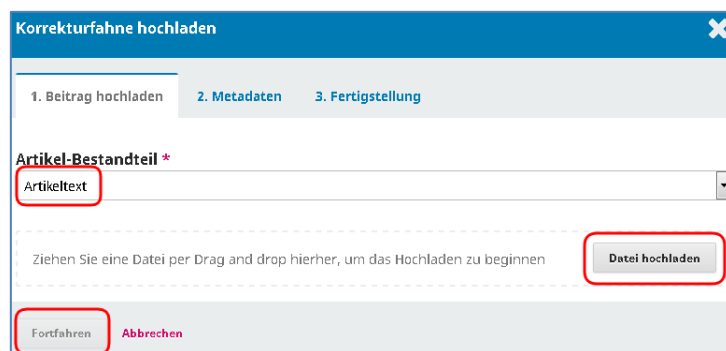 Korrekturfahne hochladen
1. Beitrag hochladen 2. Metadaten 3. Fertigstellung
Artikel-Bestandteil *
Artikeltext
Ziehen Sie eine Datei per Drag and drop hierher, um das Hochladen zu beginnen Datei hochladen
Fortfahren Abbrechen